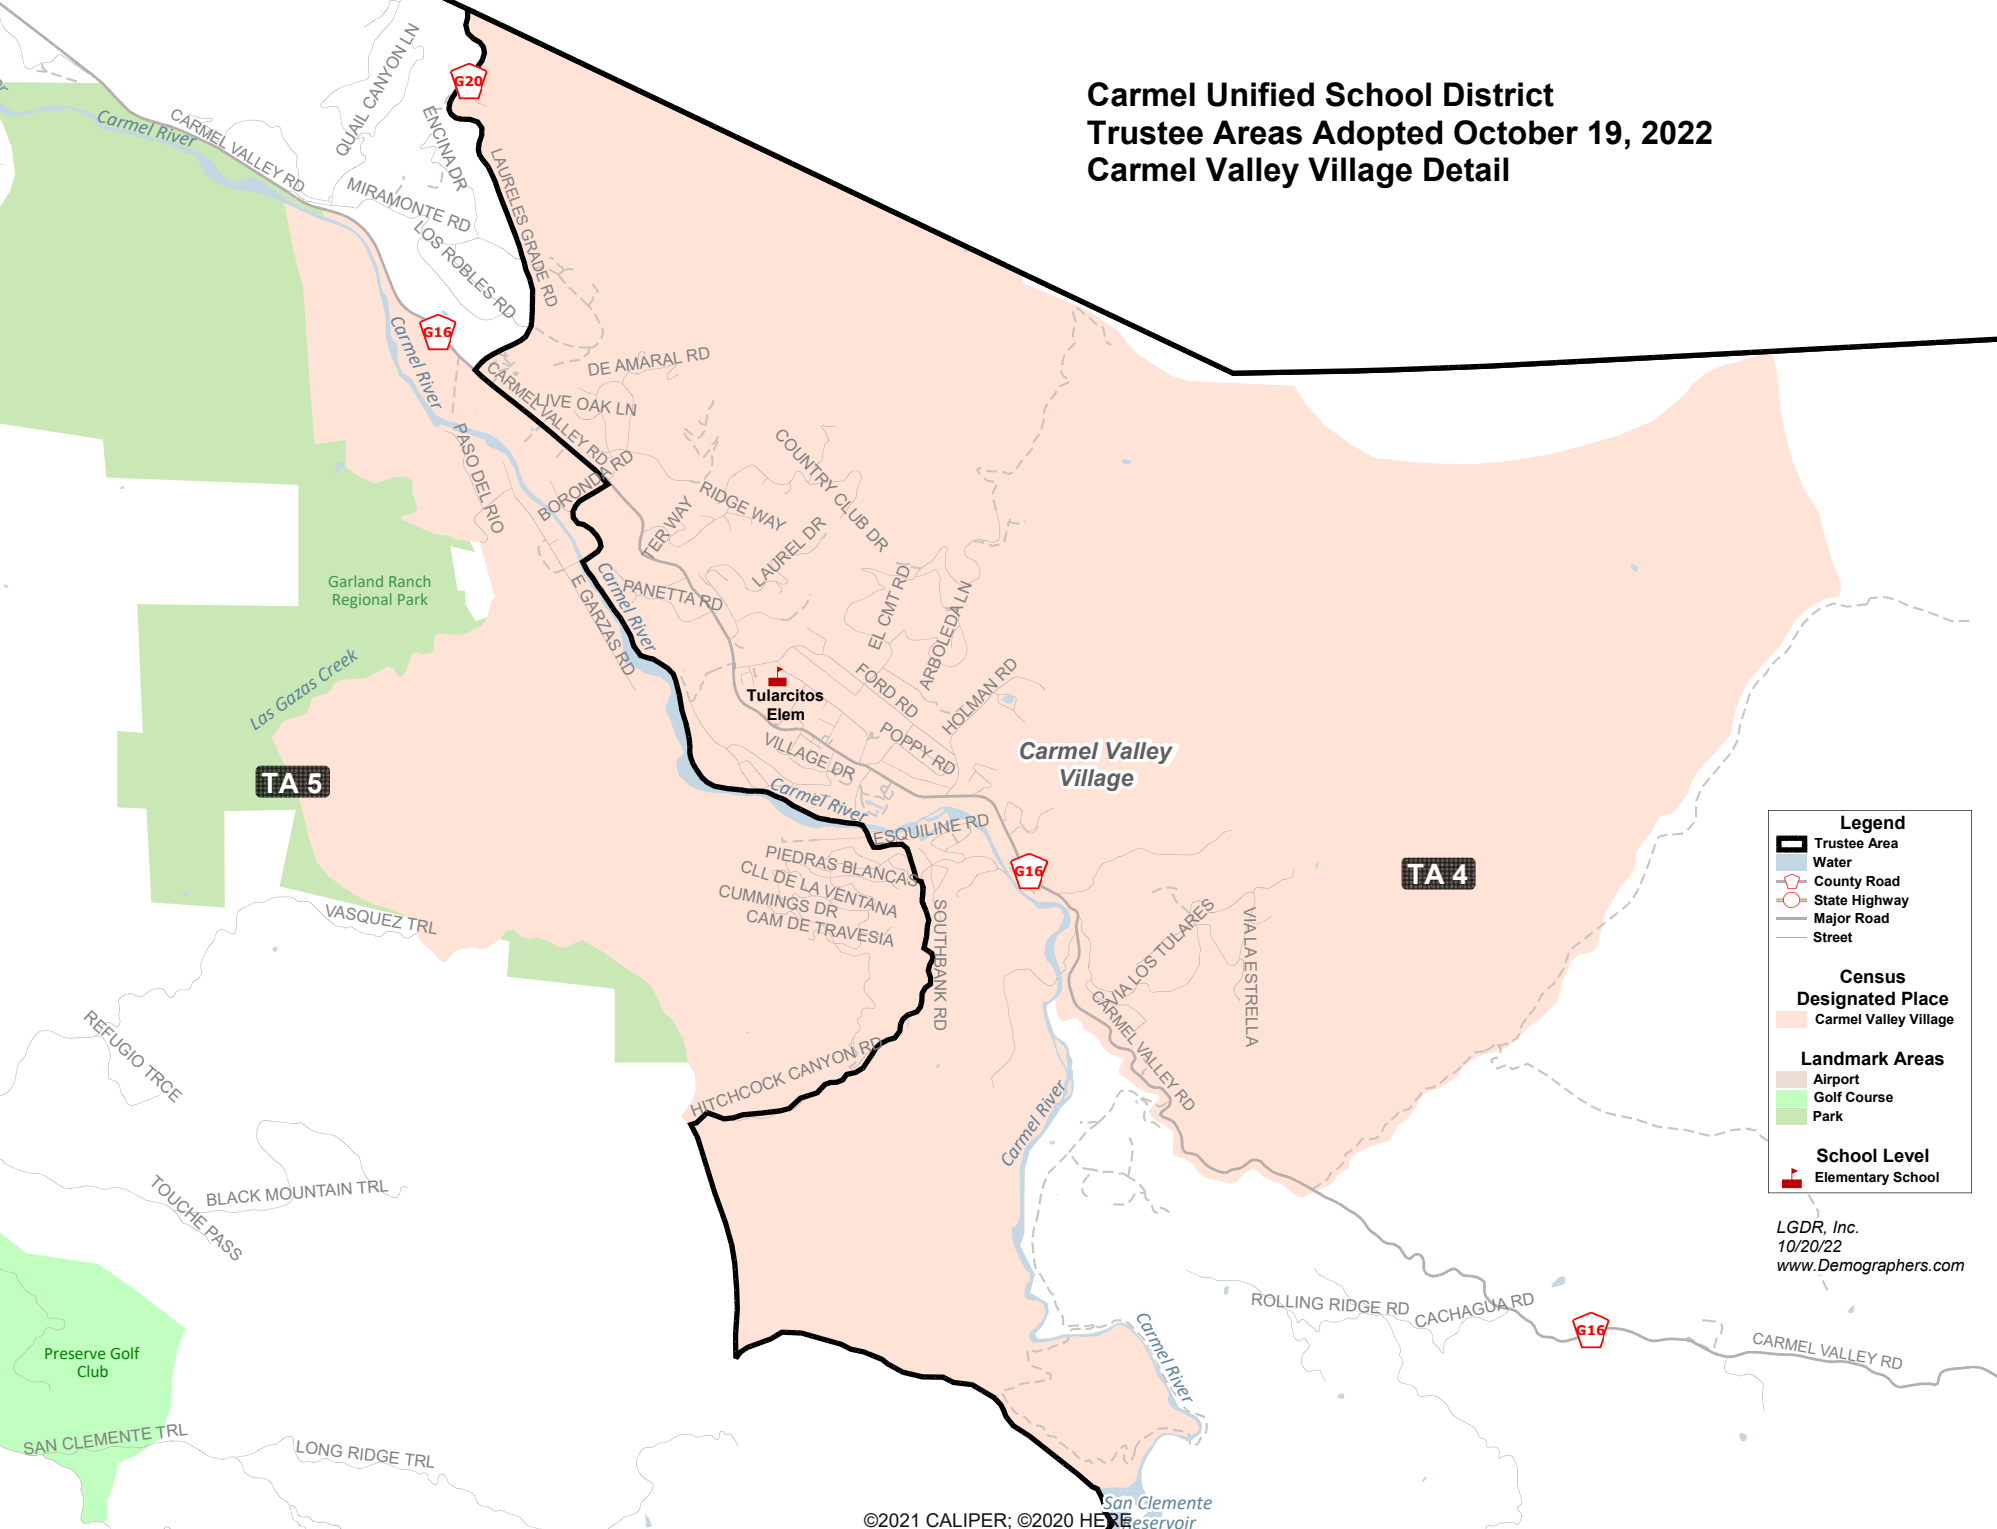 Carmel Unified School District
Trustee Areas Adopted October 19, 2022
Carmel Valley Village Detail
G20
QUAIL CANYON LN
ENCINA DR
Carmel River
CARMEL VALLEY RD
MIRAMONTE RD
LOS ROBLES RD
LAURELES GRADE RD
G16
Carmel River
DE AMARAL RD
LIVE OAK LN
CARMEL VALLEY RD
PASO DEL RIO
BORONDA RD
TER WAY
RIDGE WAY
COUNTRY CLUB DR
LAUREL DR
PANETTA RD
Carmel River
E GARZAS RD
EL CMT RD
ARBOLEDA LN
Garland Ranch
Regional Park
Las Gazas Creek
Tularcitos
Elem
FORD RD
HOLMAN RD
POPPY RD
VILLAGE DR
Carmel Valley
Village
TA 5
Carmel River
ESQUILINE RD
G16
TA 4
PIEDRAS BLANCAS
CLL DE LA VENTANA
CUMMINGS DR
CAM DE TRAVESIA
SOUTHBANK RD
VIA LOS TULARES
VIA LA ESTRELLA
CARMEL VALLEY RD
VASQUEZ TRL
REFUGIO TRCE
HITCHCOCK CANYON RD
Carmel River
BLACK MOUNTAIN TRL
TOUCHE PASS
Preserve Golf
Club
SAN CLEMENTE TRL
LONG RIDGE TRL
ROLLING RIDGE RD
CACHAGUA RD
G16
CARMEL VALLEY RD
Carmel River
San Clemente
Reservoir
Legend
Trustee Area
Water
County Road
State Highway
Major Road
Street
Census
Designated Place
Carmel Valley Village
Landmark Areas
Airport
Golf Course
Park
School Level
Elementary School
LGDR, Inc.
10/20/22
www.Demographers.com
©2021 CALIPER; ©2020 HERE